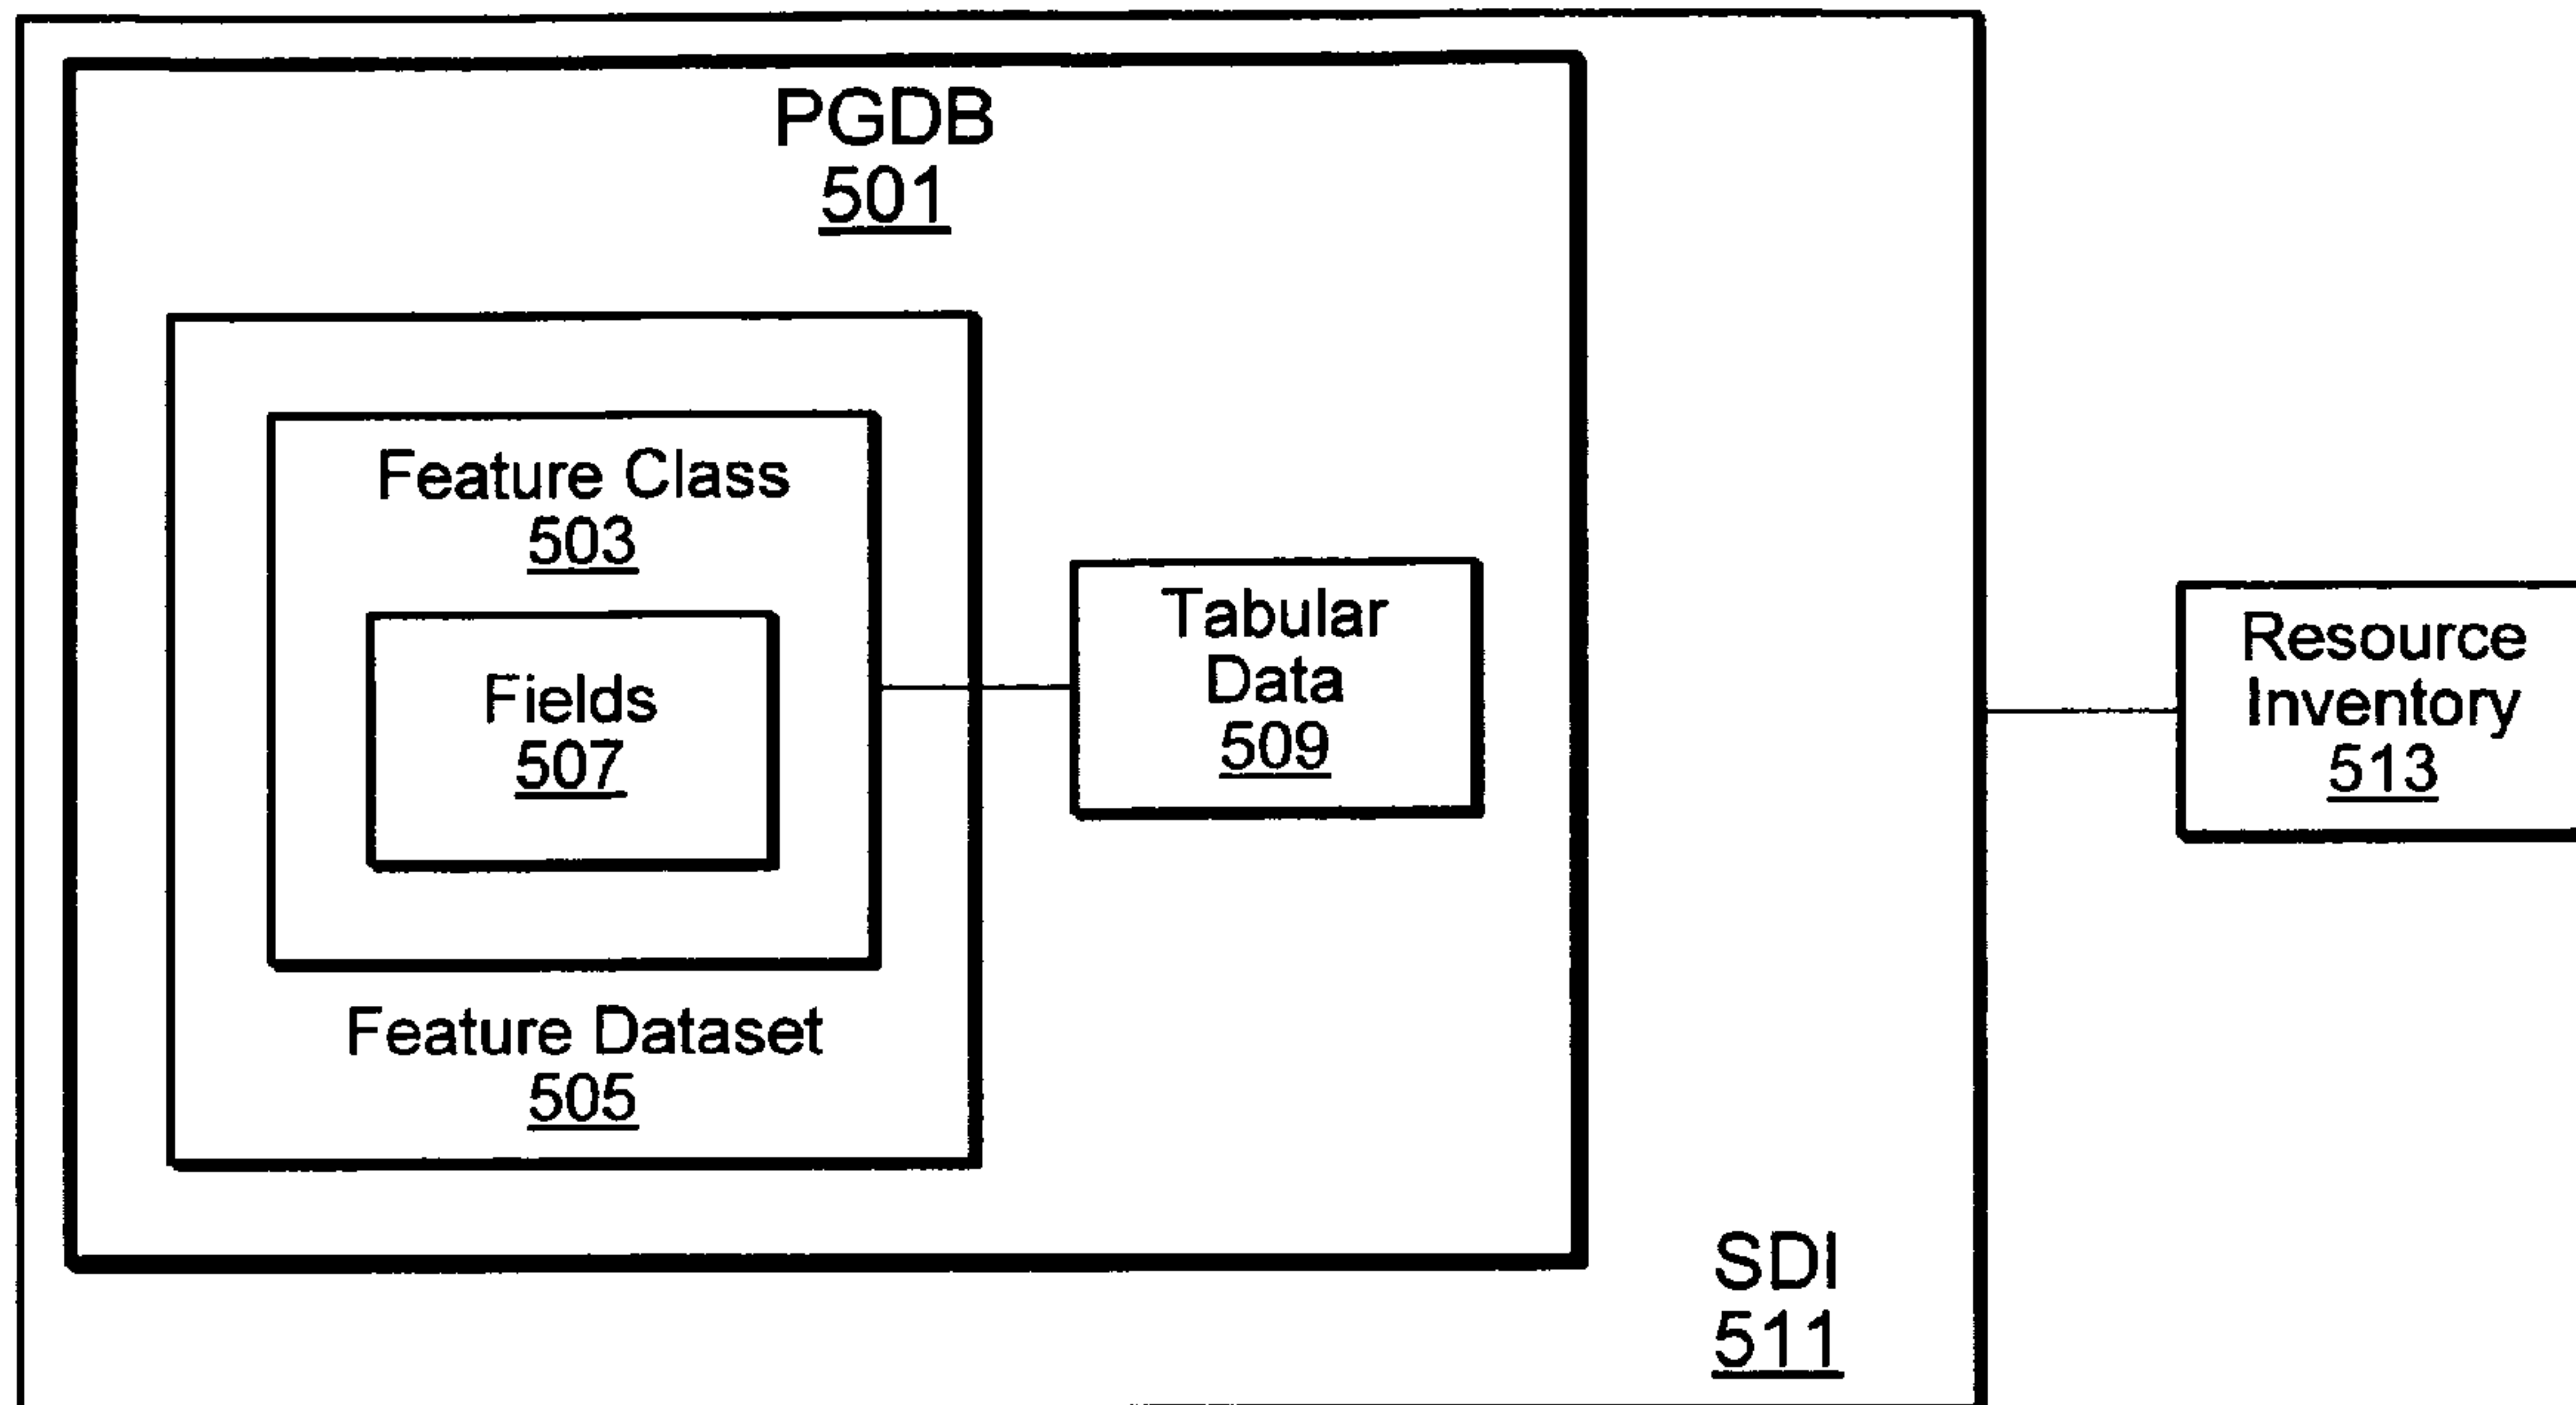 PGDB
501
Feature Class
503
Fields
507
Feature Dataset
505
Tabular
Data
509
SDI
511
Resource
Inventory
513